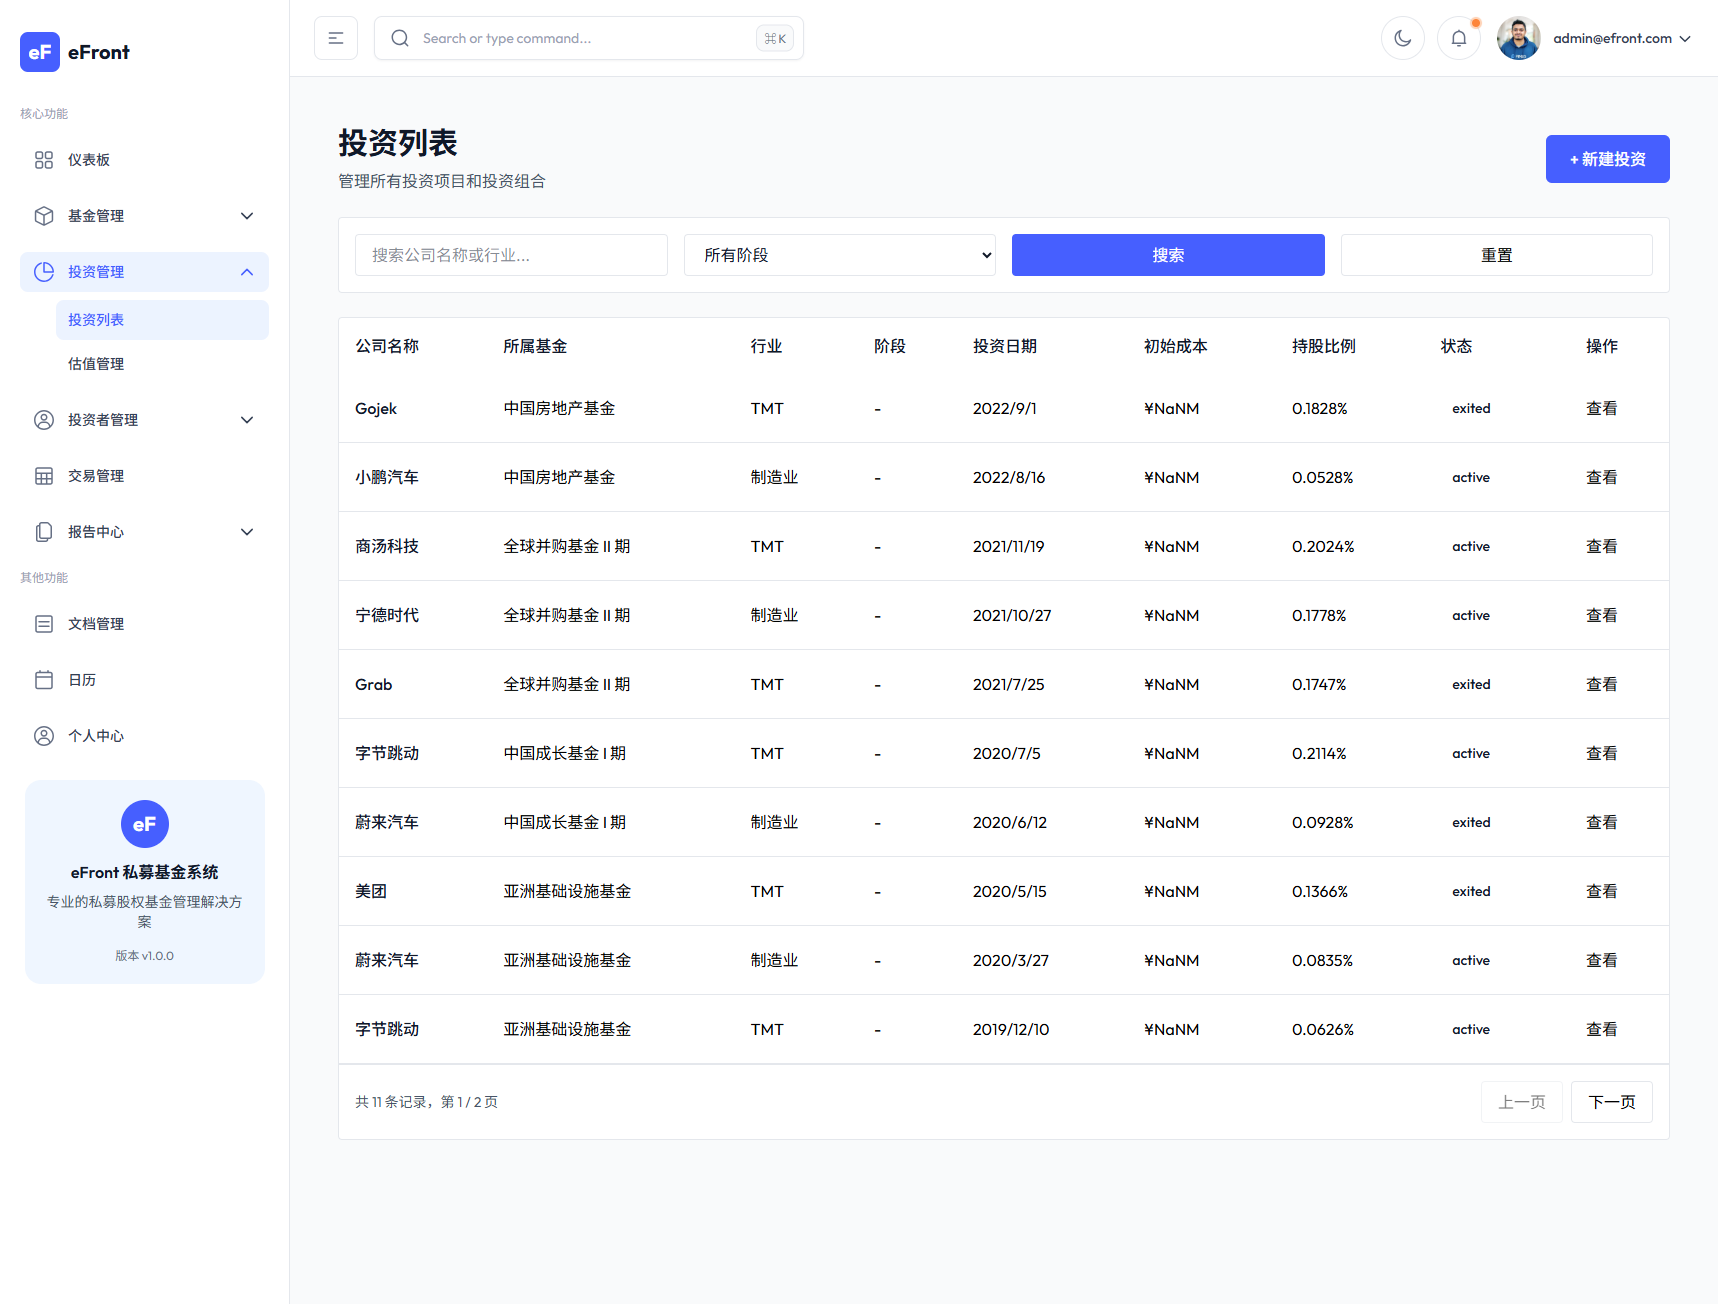 eF eFront
核心功能
仪表板
基金管理
投资管理
投资列表
估值管理
投资者管理
交易管理
报告中心
其他功能
文档管理
日历
个人中心
eF
eFront 私募基金系统
专业的私募股权基金管理解决方
案
版本 v1.0.0
Search or type command... ⌘K
admin@efront.com
投资列表
管理所有投资项目和投资组合
+ 新建投资
搜索公司名称或行业... 所有阶段 搜索 重置
公司名称 所属基金 行业 阶段 投资日期 初始成本 持股比例 状态 操作
Gojek 中国房地产基金 TMT - 2022/9/1 ¥NaNM 0.1828% exited 查看
小鹏汽车 中国房地产基金 制造业 - 2022/8/16 ¥NaNM 0.0528% active 查看
商汤科技 全球并购基金 II 期 TMT - 2021/11/19 ¥NaNM 0.2024% active 查看
宁德时代 全球并购基金 II 期 制造业 - 2021/10/27 ¥NaNM 0.1778% active 查看
Grab 全球并购基金 II 期 TMT - 2021/7/25 ¥NaNM 0.1747% exited 查看
字节跳动 中国成长基金 I 期 TMT - 2020/7/5 ¥NaNM 0.2114% active 查看
蔚来汽车 中国成长基金 I 期 制造业 - 2020/6/12 ¥NaNM 0.0928% exited 查看
美团 亚洲基础设施基金 TMT - 2020/5/15 ¥NaNM 0.1366% exited 查看
蔚来汽车 亚洲基础设施基金 制造业 - 2020/3/27 ¥NaNM 0.0835% active 查看
字节跳动 亚洲基础设施基金 TMT - 2019/12/10 ¥NaNM 0.0626% active 查看
共 11 条记录，第 1 / 2 页 上一页 下一页